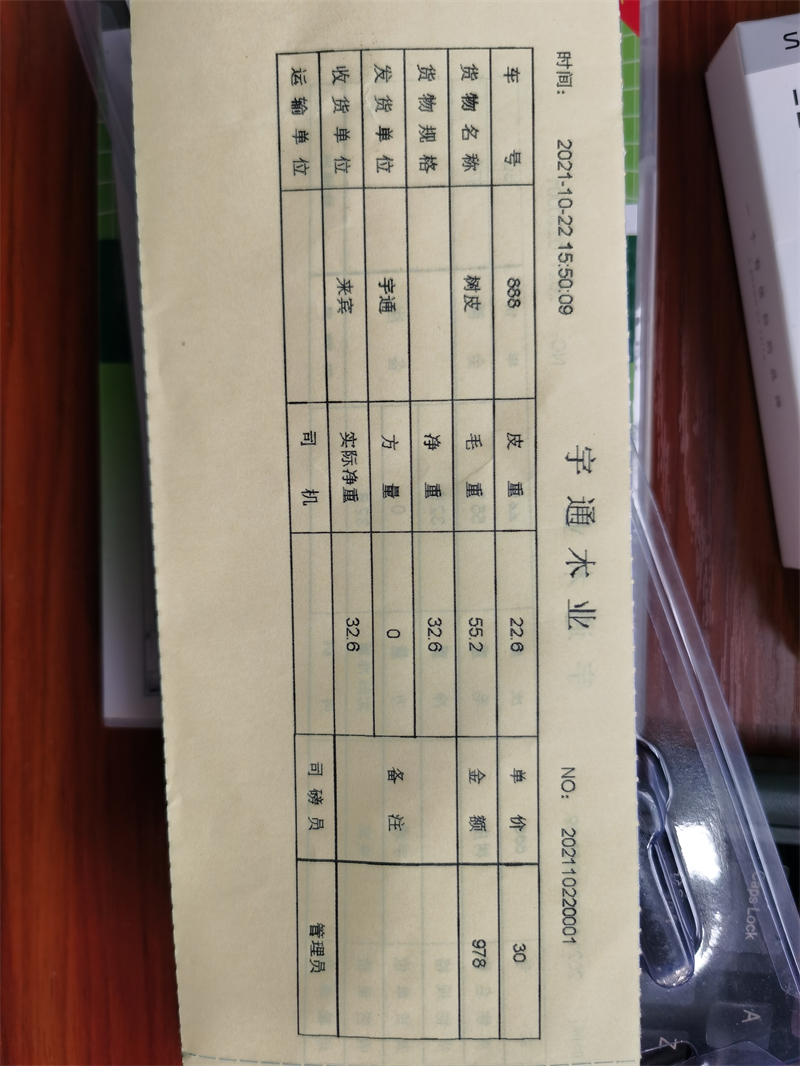 宇通木业
时间： 2021-10-22 15:50:09 NO： 202110220001
车号 888 皮重 22.6 单价 30
货物名称 树皮 毛重 55.2 金额 978
货物规格 净重 32.6 备注
发货单位 宇通 方量 0
收货单位 来宾 实际净重 32.6
运输单位 司机 司磅员 管理员
Caps Lock
A
Z
S